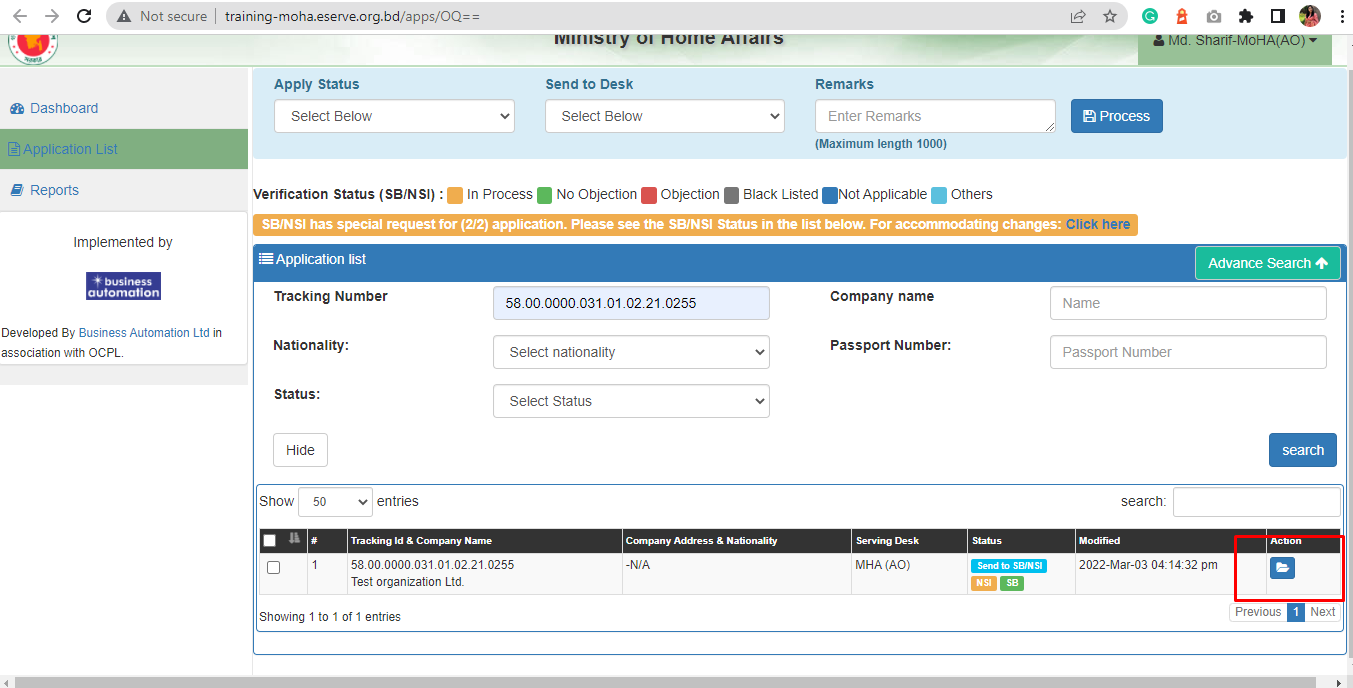 Not secure | training-moha.eserve.org.bd/apps/OQ==
Ministry of Home Affairs
Md. Sharif-MoHA(AO)
Dashboard
Application List
Reports
Implemented by
business
automation
Developed By Business Automation Ltd in
association with OCPL.
Apply Status Send to Desk Remarks
Select Below Select Below Enter Remarks Process
(Maximum length 1000)
Verification Status (SB/NSI) : In Process No Objection Objection Black Listed Not Applicable Others
SB/NSI has special request for (2/2) application. Please see the SB/NSI Status in the list below. For accommodating changes: Click here
Application list Advance Search
Tracking Number 58.00.0000.031.01.02.21.0255 Company name Name
Nationality: Select nationality Passport Number: Passport Number
Status: Select Status
Hide search
Show 50 entries search:
# Tracking Id & Company Name Company Address & Nationality Serving Desk Status Modified Action
1 58.00.0000.031.01.02.21.0255 -N/A MHA (AO) Send to SB/NSI 2022-Mar-03 04:14:32 pm
Test organization Ltd. NSI SB
Showing 1 to 1 of 1 entries Previous 1 Next